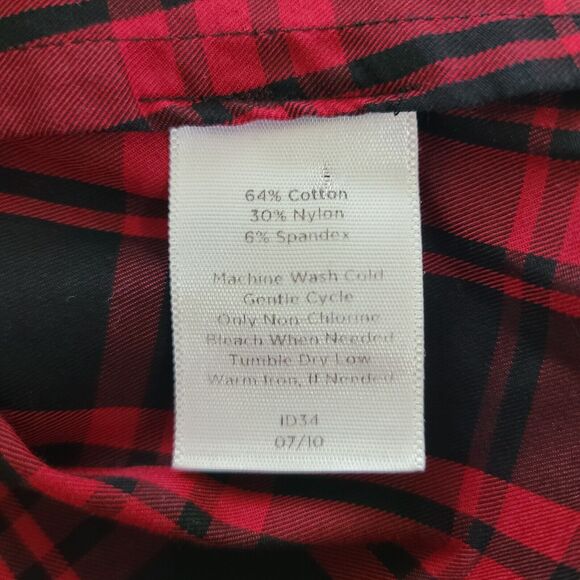 64% Cotton
30% Nylon
6% Spandex
Machine Wash Cold
Gentle Cycle
Only Non-Chlorine
Bleach When Needed
Tumble Dry Low
Warm Iron, If Needed
ID34
07/10